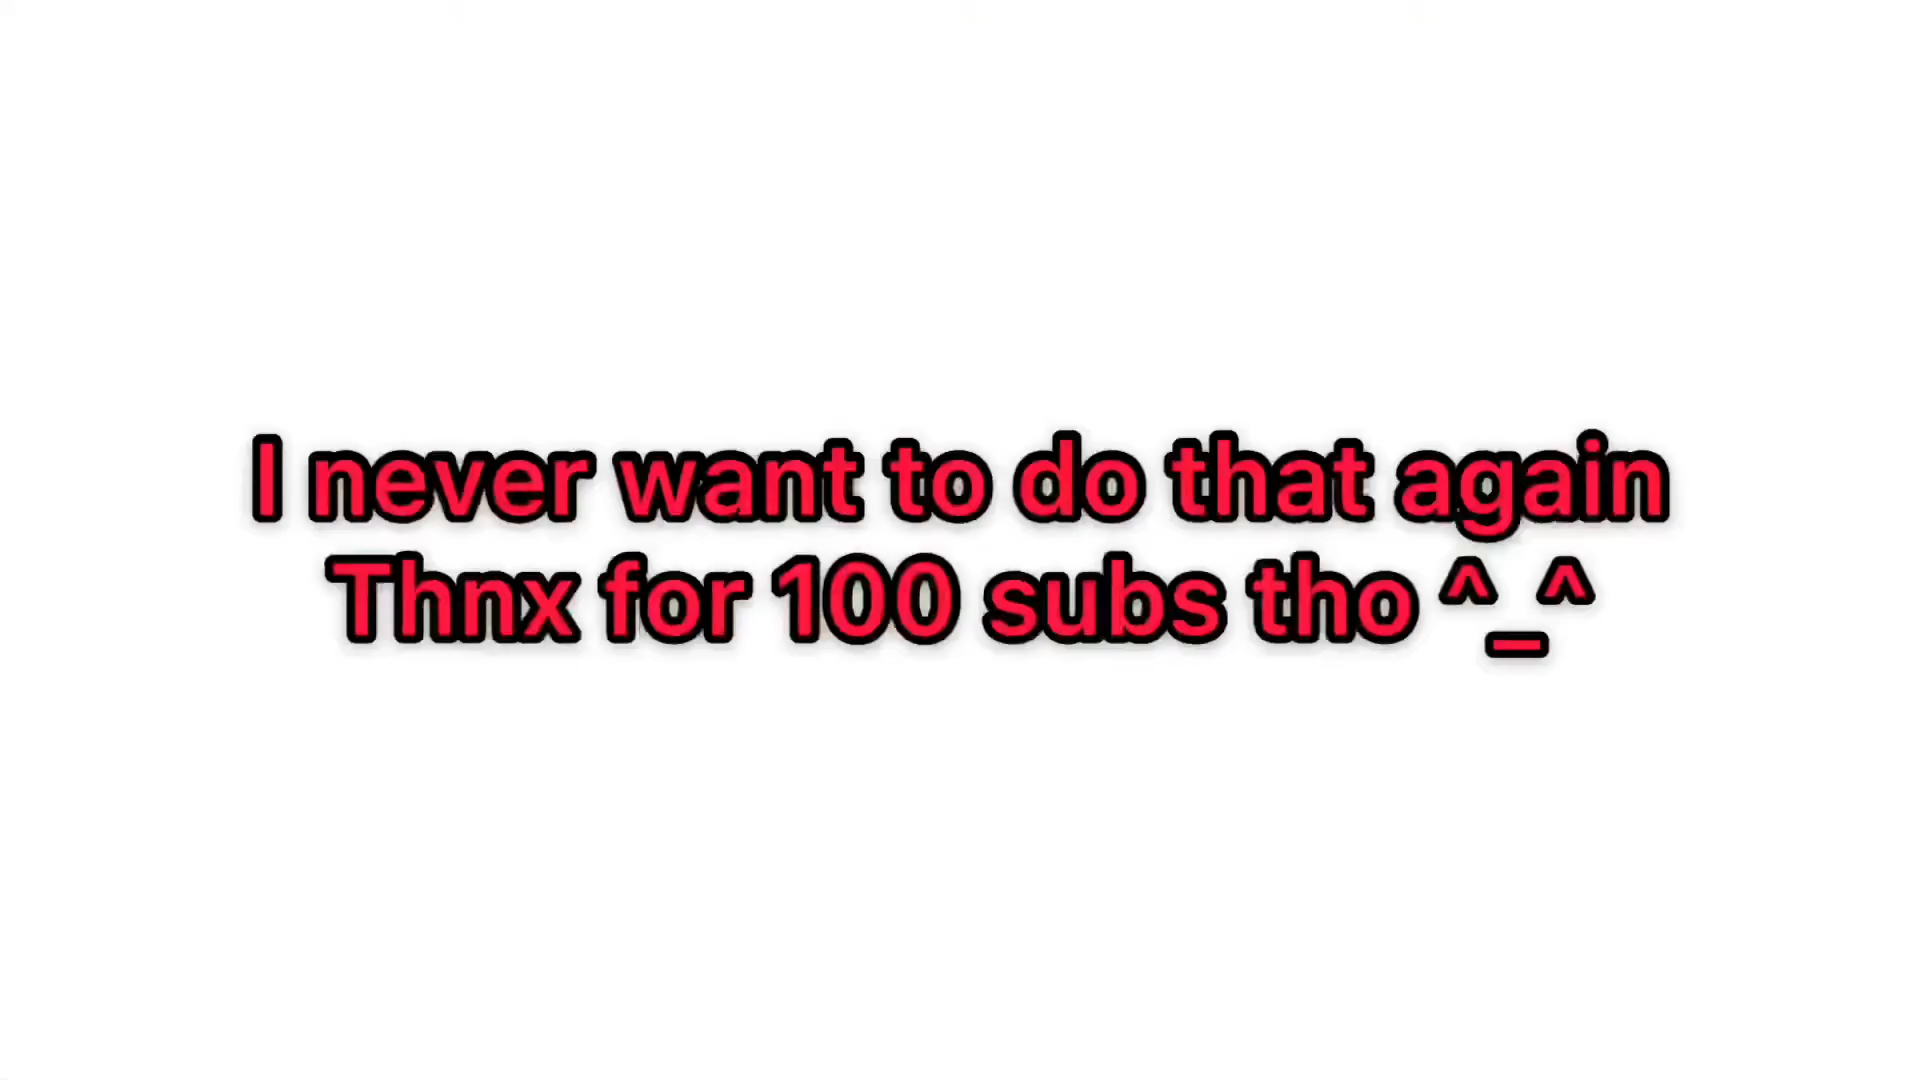 I never want to do that again
Thnx for 100 subs tho ^_^